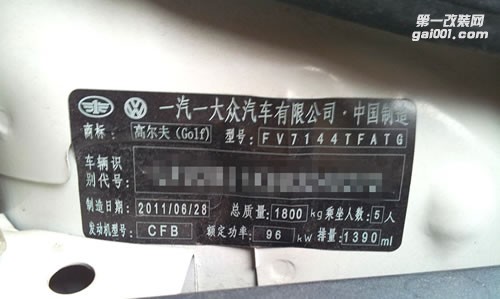 第一改装网
gai001.com
一汽一大众汽车有限公司·中国制造
商标: 高尔夫(Golf) 型号: FV7144TFATG
车辆识
别代号:
制造日期: 2011/06/28 总质量: 1800 kg 乘坐人数: 5 人
发动机型号: CFB 额定功率: 96 kW 排量: 1390 ml